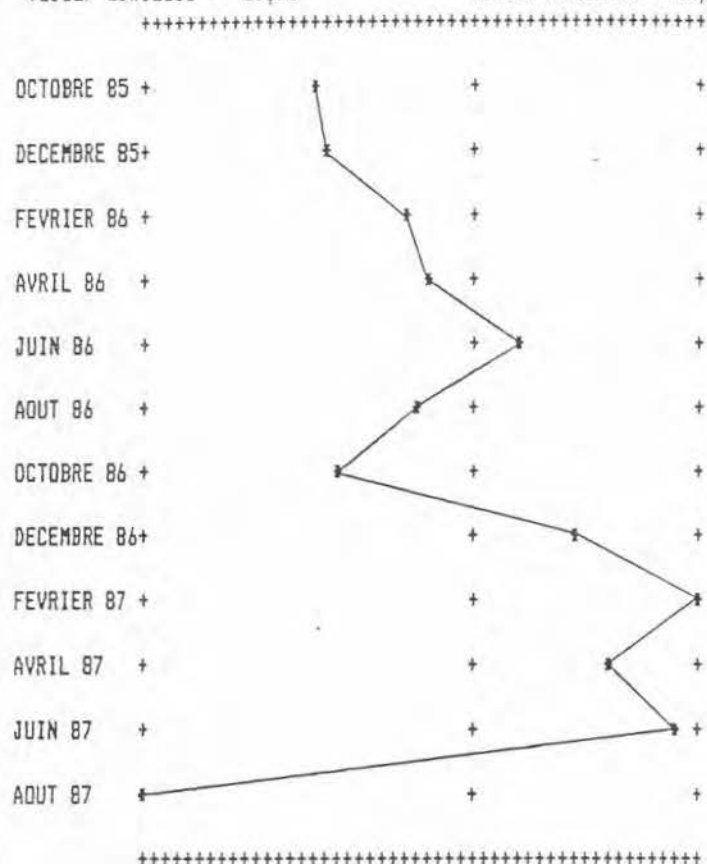 OCTOBRE 85
DECEMBRE 85
FEVRIER 86
AVRIL 86
JUIN 86
AOUT 86
OCTOBRE 86
DECEMBRE 86
FEVRIER 87
AVRIL 87
JUIN 87
AOUT 87